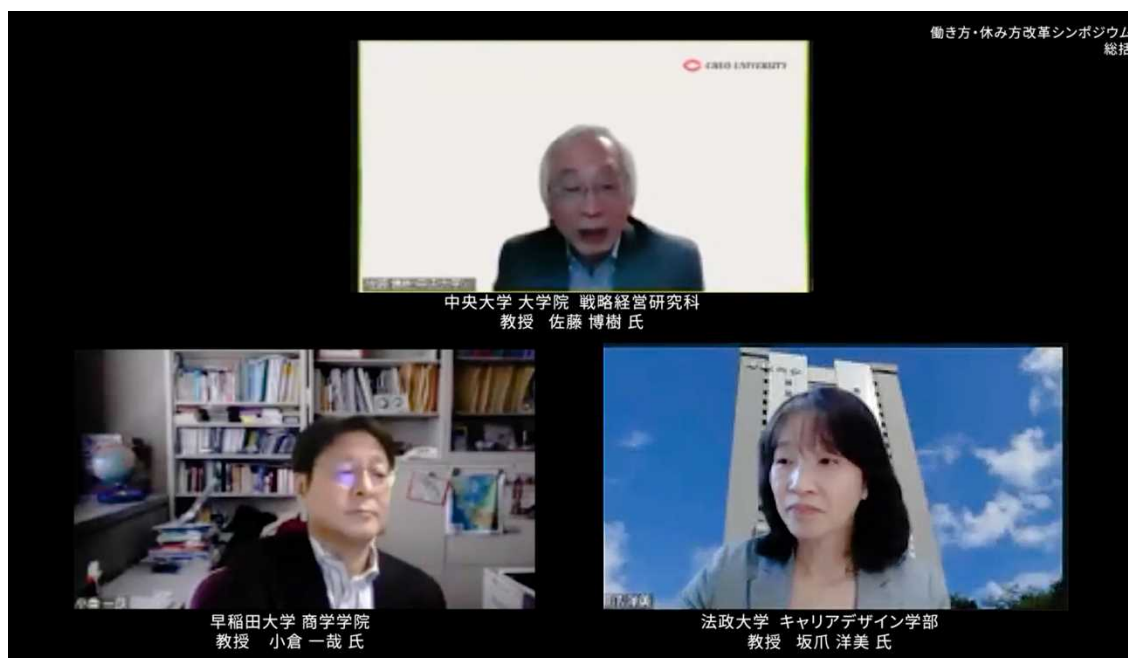 働き方・休み方改革シンポジウム
総括
CHUO UNIVERSITY
中央大学 大学院 戦略経営研究科
教授 佐藤 博樹 氏
早稲田大学 商学学院
教授 小倉 一哉 氏
法政大学 キャリアデザイン学部
教授 坂爪 洋美 氏